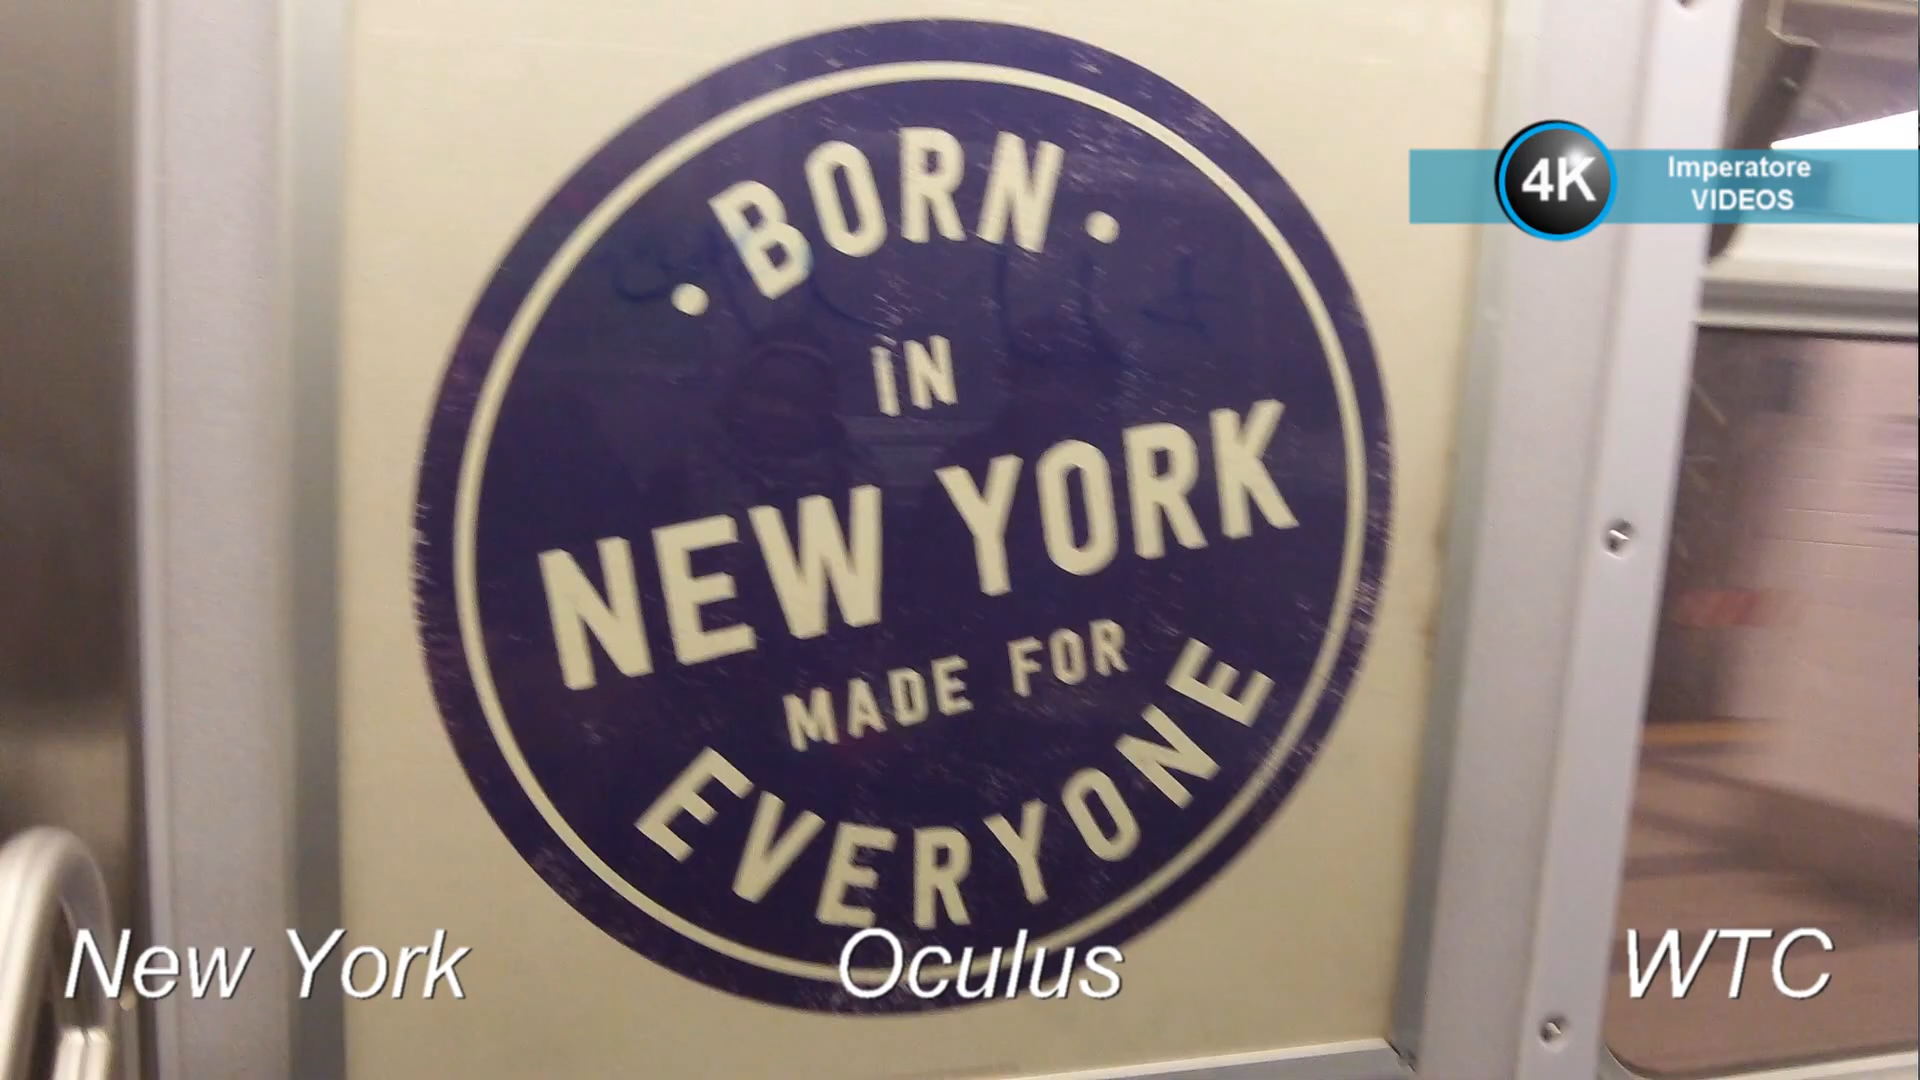 4K
Imperatore
VIDEOS
· BORN ·
IN
NEW YORK
MADE FOR
EVERYONE
New York Oculus WTC